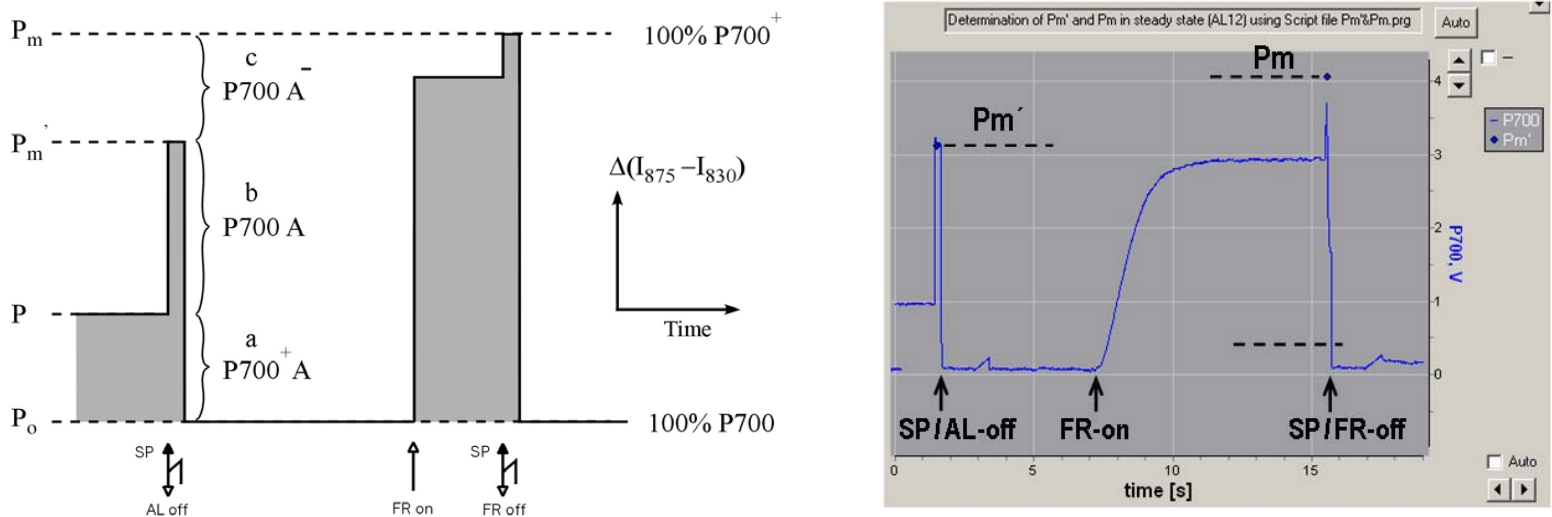 Pm
Pm'
P
Po
c
P700 A⁻
b
P700 A
a
P700⁺A
SP
AL off
FR on
SP
FR off
100% P700⁺
Δ(I₈₇₅ –I₈₃₀)
Time
100% P700
Determination of Pm' and Pm in steady state (AL12) using Script file Pm'&Pm.prg
Auto
–
Pm
Pm´
P700
Pm'
4
3
2
1
0
P700, V
SP/AL-off
FR-on
SP/FR-off
0
5
10
15
time [s]
Auto